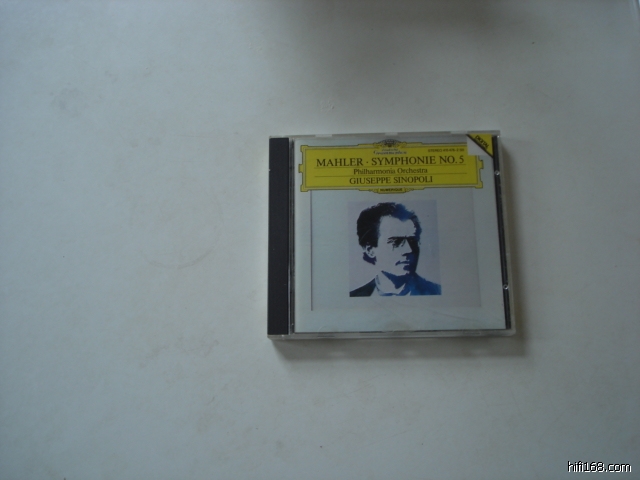 MAHLER · SYMPHONIE NO. 5
Philharmonia Orchestra
GIUSEPPE SINOPOLI
hifi168.com